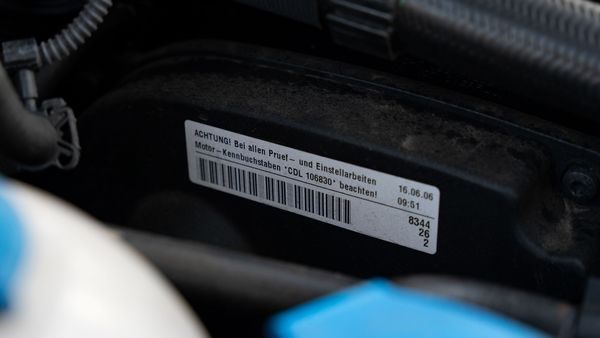 ACHTUNG! Bei allen Pruef- und Einstellarbeiten
Motor-Kennbuchstaben "CDL 106830" beachten!
16.06.06
09:51
8344
26
2